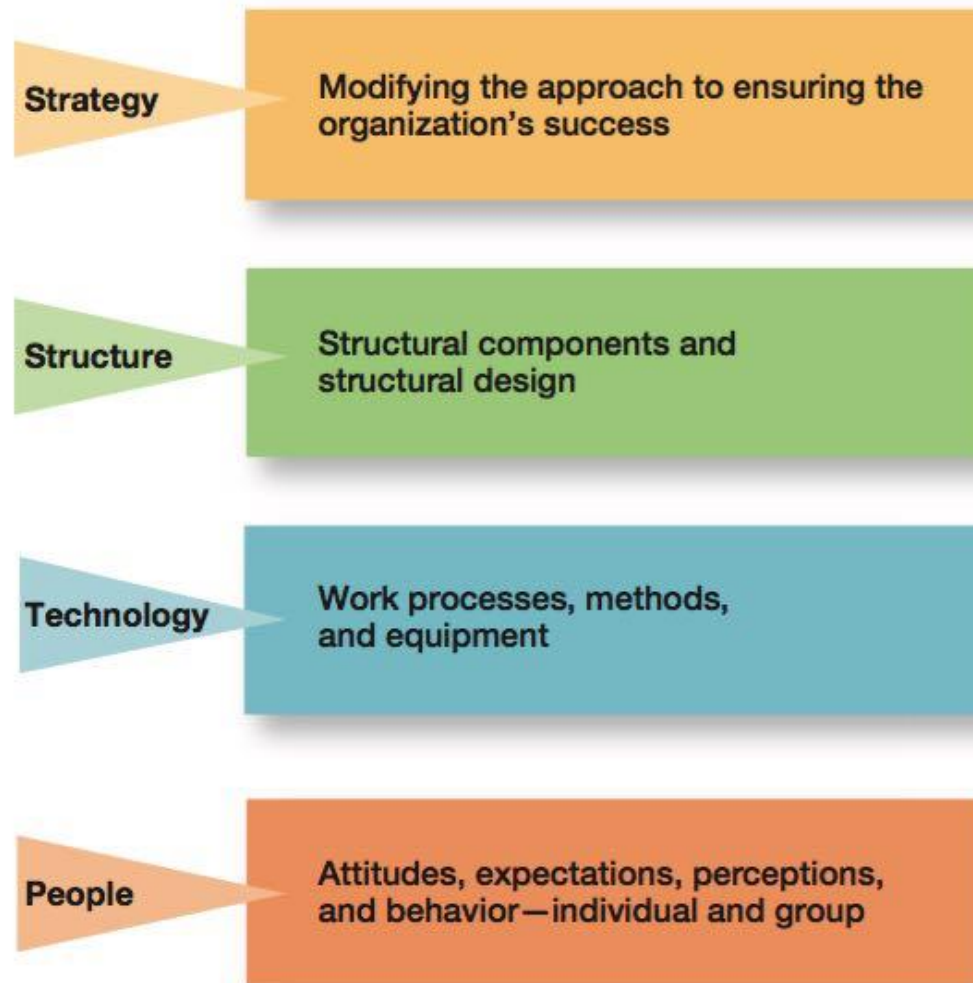 Strategy
Modifying the approach to ensuring the
organization’s success
Structure
Structural components and
structural design
Technology
Work processes, methods,
and equipment
People
Attitudes, expectations, perceptions,
and behavior—individual and group